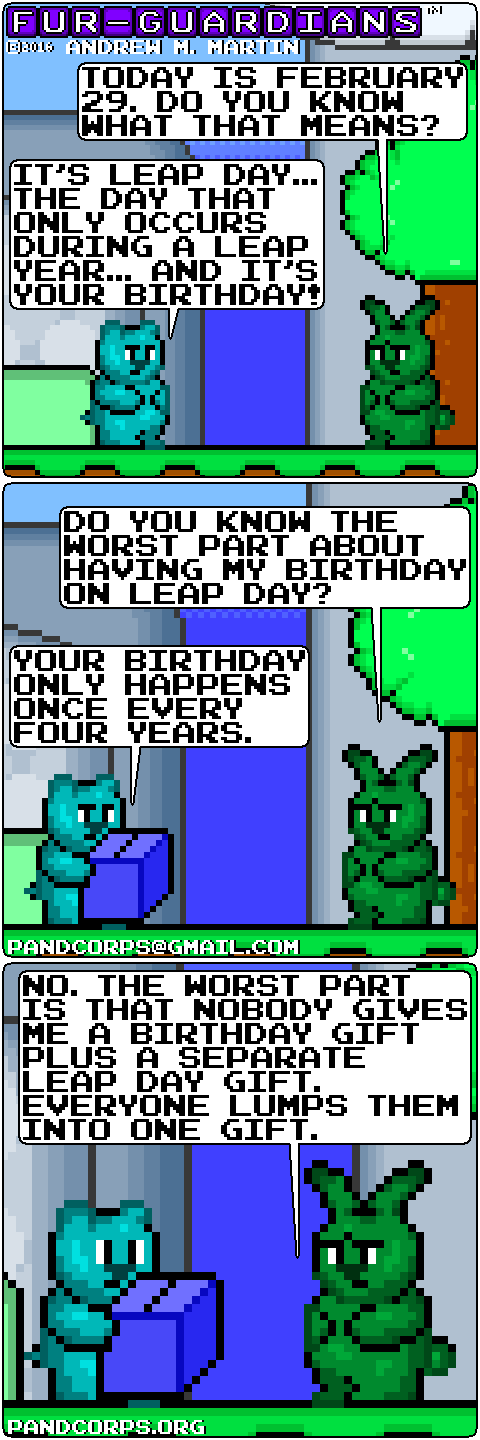 FUR-GUARDIANS™
©2016 ANDREW M. MARTIN
TODAY IS FEBRUARY
29. DO YOU KNOW
WHAT THAT MEANS?
IT'S LEAP DAY...
THE DAY THAT
ONLY OCCURS
DURING A LEAP
YEAR... AND IT'S
YOUR BIRTHDAY!
DO YOU KNOW THE
WORST PART ABOUT
HAVING MY BIRTHDAY
ON LEAP DAY?
YOUR BIRTHDAY
ONLY HAPPENS
ONCE EVERY
FOUR YEARS.
PANDCORPS@GMAIL.COM
NO. THE WORST PART
IS THAT NOBODY GIVES
ME A BIRTHDAY GIFT
PLUS A SEPARATE
LEAP DAY GIFT.
EVERYONE LUMPS THEM
INTO ONE GIFT.
PANDCORPS.ORG